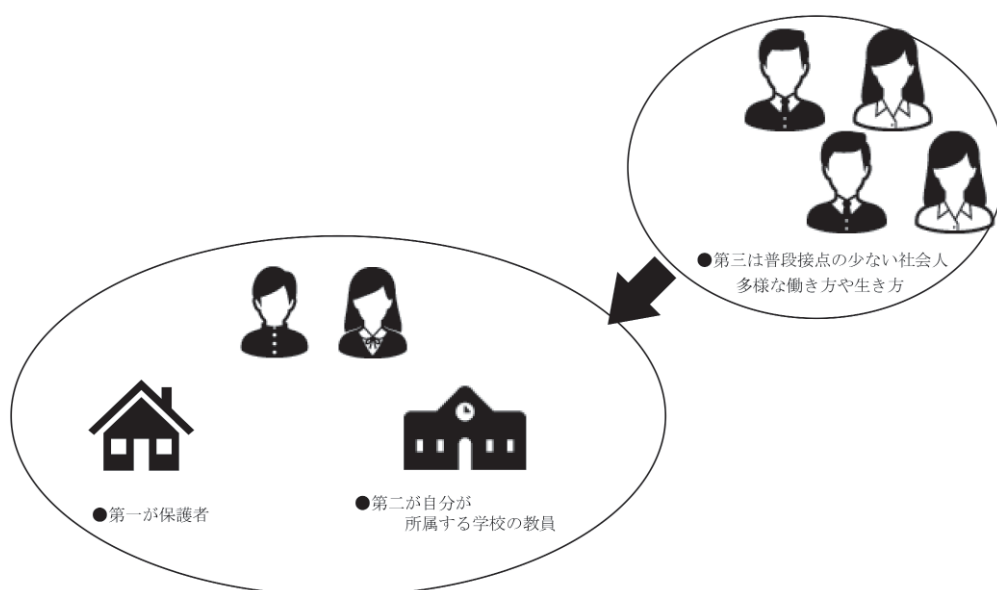 ●第三は普段接点の少ない社会人
多様な働き方や生き方
●第一が保護者
●第二が自分が
所属する学校の教員